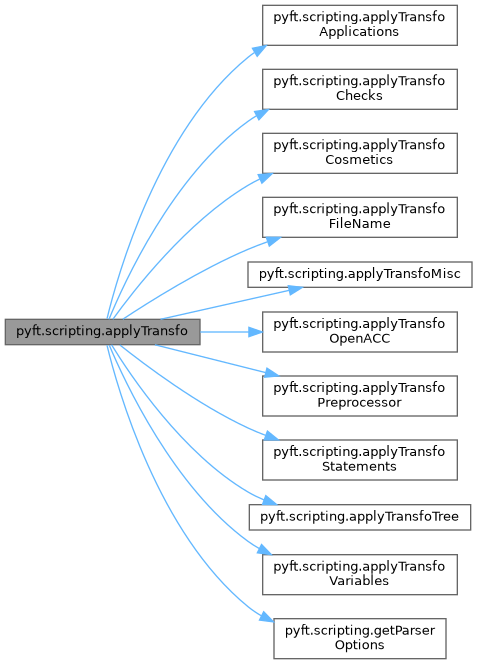 pyft.scripting.applyTransfo
Applications
pyft.scripting.applyTransfo
Checks
pyft.scripting.applyTransfo
Cosmetics
pyft.scripting.applyTransfo
FileName
pyft.scripting.applyTransfoMisc
pyft.scripting.applyTransfo
pyft.scripting.applyTransfo
OpenACC
pyft.scripting.applyTransfo
Preprocessor
pyft.scripting.applyTransfo
Statements
pyft.scripting.applyTransfoTree
pyft.scripting.applyTransfo
Variables
pyft.scripting.getParser
Options